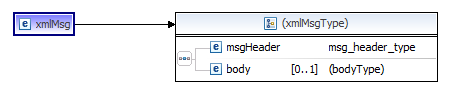 e xmlMsg
(xmlMsgType)
e msgHeader msg_header_type
e body [0..1] (bodyType)